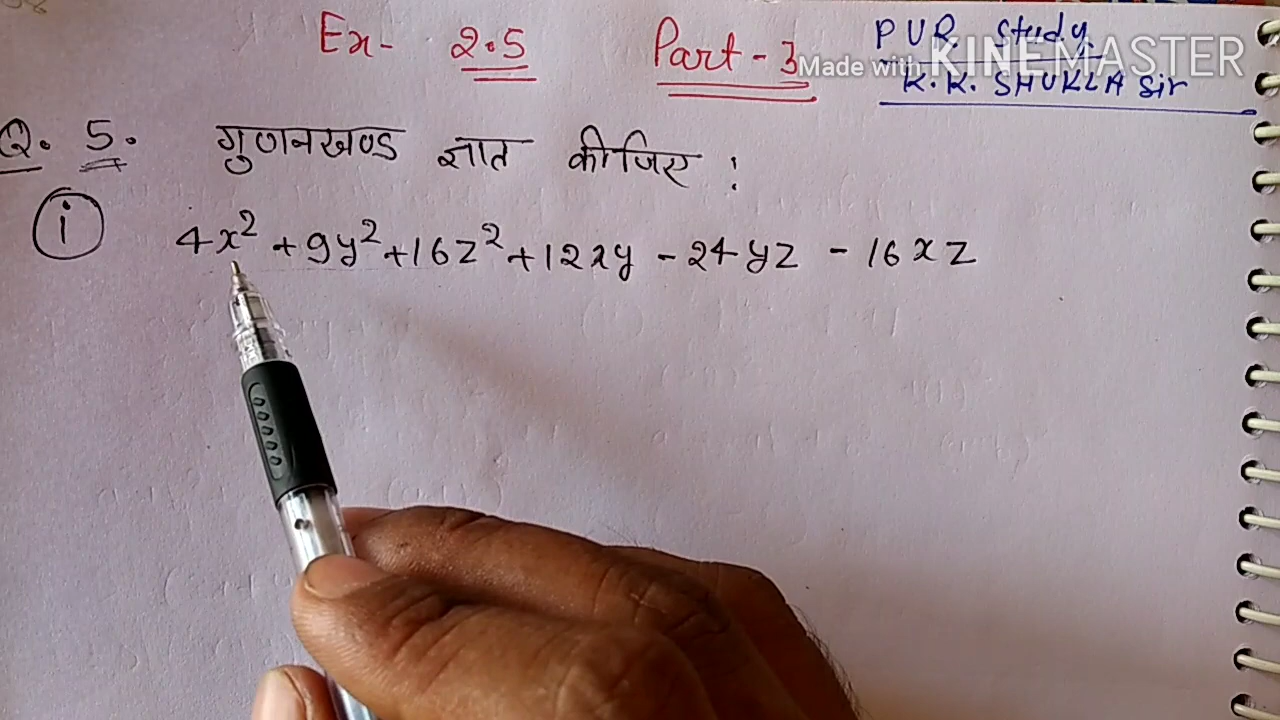 Ex- 2.5 Part - 3 PUR Study
Made with KINEMASTER
K.K. SHUKLA Sir
Q. 5. गुणनखण्ड ज्ञात कीजिए :
i 4x² + 9y² + 16z² + 12xy - 24yz - 16xz